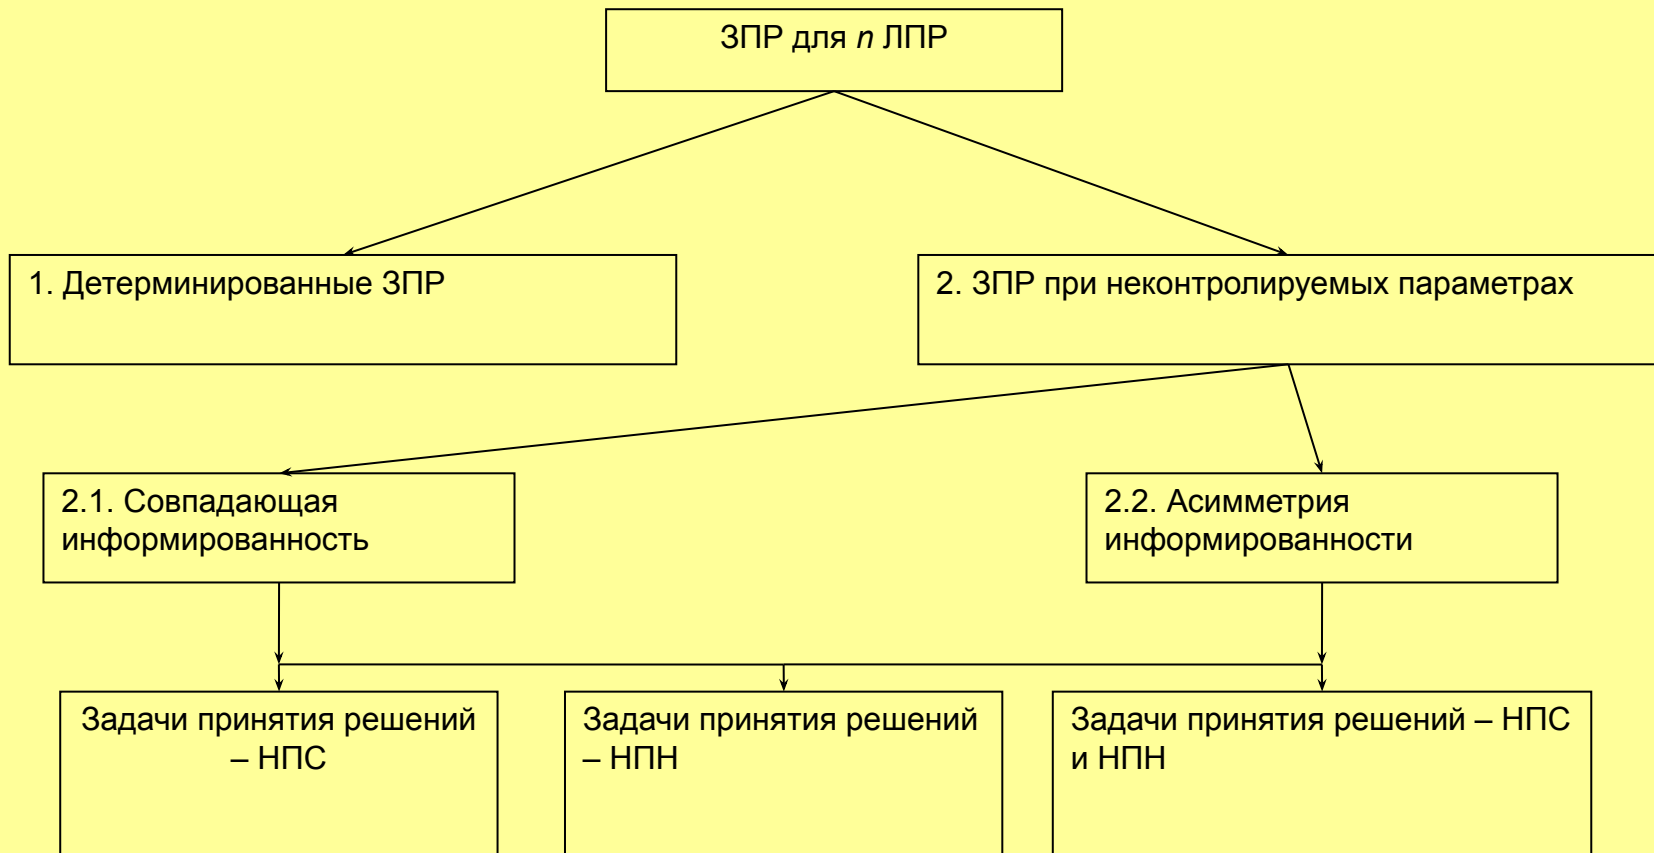 ЗПР для n ЛПР
1. Детерминированные ЗПР
2. ЗПР при неконтролируемых параметрах
2.1. Совпадающая
информированность
2.2. Асимметрия
информированности
Задачи принятия решений
– НПС
Задачи принятия решений
– НПН
Задачи принятия решений – НПС
и НПН